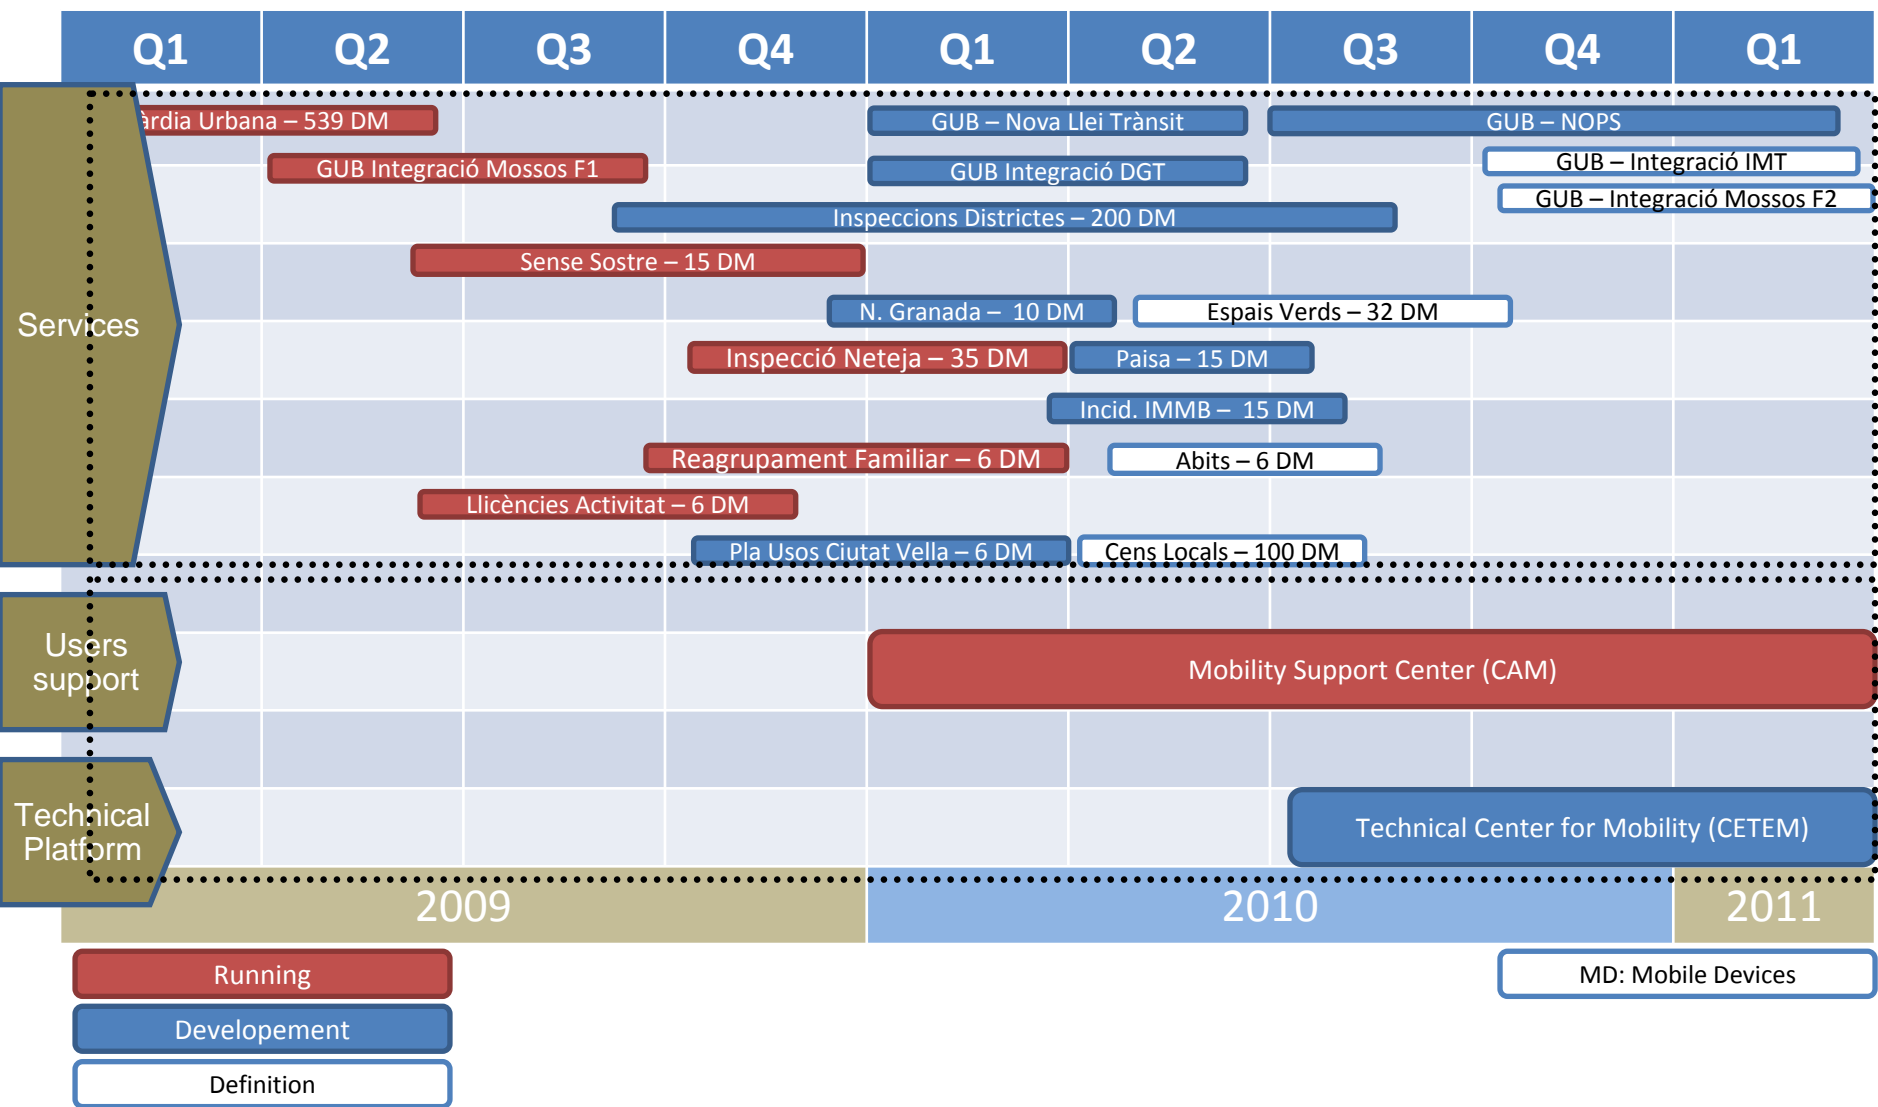 Q1 Q2 Q3 Q4 Q1 Q2 Q3 Q4 Q1
Services
àrdia Urbana – 539 DM
GUB – Nova Llei Trànsit
GUB – NOPS
GUB Integració Mossos F1
GUB Integració DGT
GUB – Integració IMT
GUB – Integració Mossos F2
Inspeccions Districtes – 200 DM
Sense Sostre – 15 DM
N. Granada – 10 DM
Espais Verds – 32 DM
Inspecció Neteja – 35 DM
Paisa – 15 DM
Incid. IMMB – 15 DM
Reagrupament Familiar – 6 DM
Abits – 6 DM
Llicències Activitat – 6 DM
Pla Usos Ciutat Vella – 6 DM
Cens Locals – 100 DM
Users
support
Mobility Support Center (CAM)
Technical
Platform
Technical Center for Mobility (CETEM)
2009 2010 2011
Running
Developement
Definition
MD: Mobile Devices